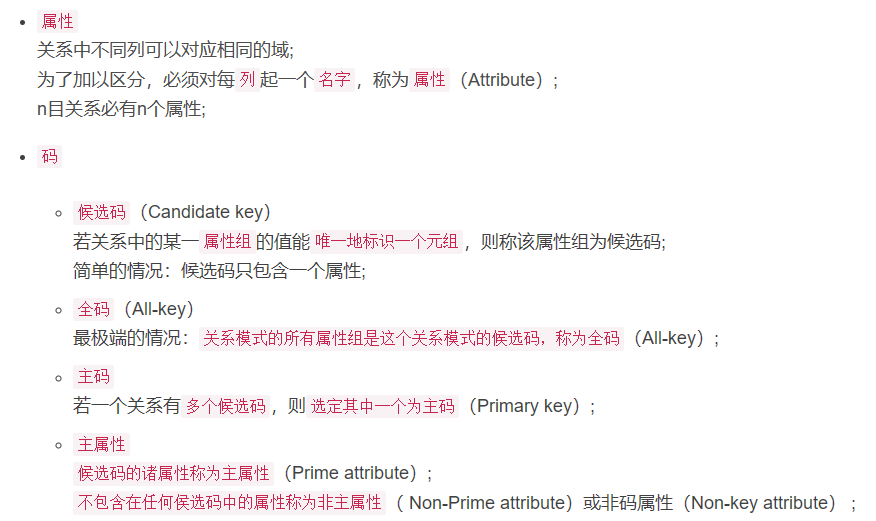 属性
关系中不同列可以对应相同的域;
为了加以区分，必须对每 列 起一个 名字 ，称为 属性 （Attribute）;
n目关系必有n个属性;
码
候选码 （Candidate key）
若关系中的某一 属性组 的值能 唯一地标识一个元组 ，则称该属性组为候选码;
简单的情况：候选码只包含一个属性;
全码 （All-key）
最极端的情况： 关系模式的所有属性组是这个关系模式的候选码，称为全码 （All-key）;
主码
若一个关系有 多个候选码 ，则 选定其中一个为主码 （Primary key）;
主属性
候选码的诸属性称为主属性 （Prime attribute）;
不包含在任何候选码中的属性称为非主属性 （ Non-Prime attribute）或非码属性（Non-key attribute） ;